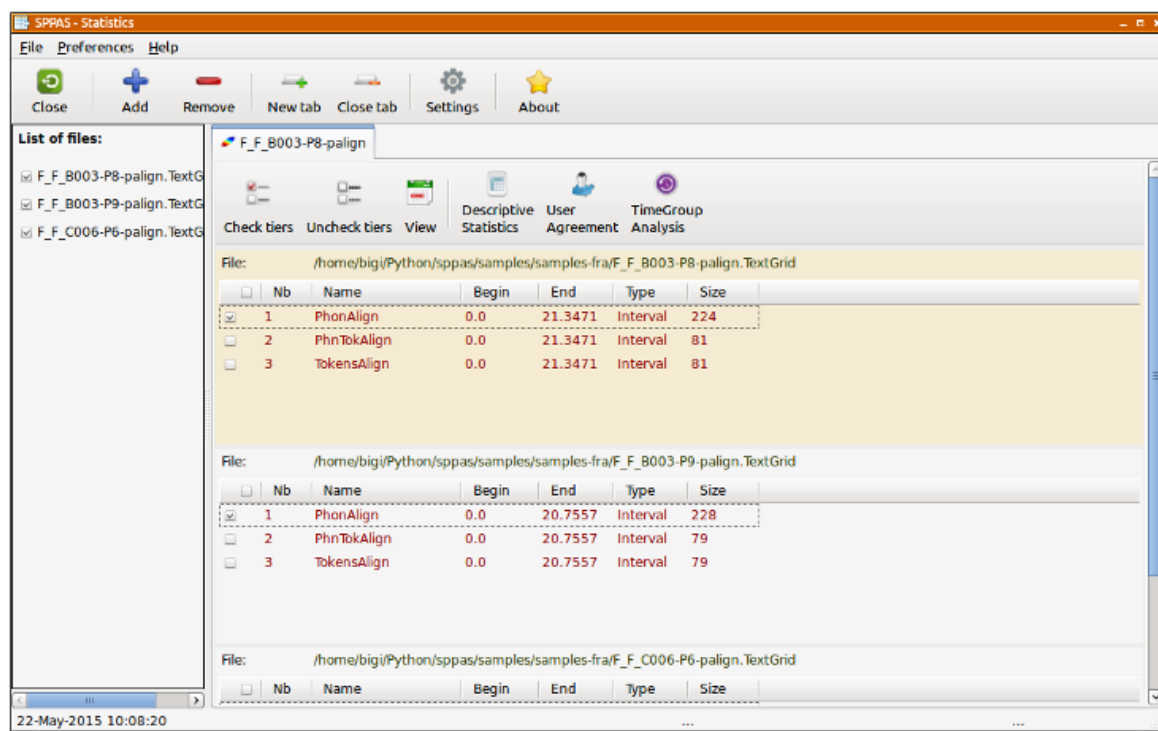 SPPAS - Statistics
File Preferences Help
Close Add Remove New tab Close tab Settings About
List of files:
F_F_B003-P8-palign.TextG
F_F_B003-P9-palign.TextG
F_F_C006-P6-palign.TextG
F_F_B003-P8-palign
Check tiers Uncheck tiers View Descriptive Statistics User Agreement TimeGroup Analysis
File: /home/bigi/Python/sppas/samples/samples-fra/F_F_B003-P8-palign.TextGrid
Nb Name Begin End Type Size
1 PhonAlign 0.0 21.3471 Interval 224
2 PhnTokAlign 0.0 21.3471 Interval 81
3 TokensAlign 0.0 21.3471 Interval 81
File: /home/bigi/Python/sppas/samples/samples-fra/F_F_B003-P9-palign.TextGrid
Nb Name Begin End Type Size
1 PhonAlign 0.0 20.7557 Interval 228
2 PhnTokAlign 0.0 20.7557 Interval 79
3 TokensAlign 0.0 20.7557 Interval 79
File: /home/bigi/Python/sppas/samples/samples-fra/F_F_C006-P6-palign.TextGrid
Nb Name Begin End Type Size
22-May-2015 10:08:20 ... ...